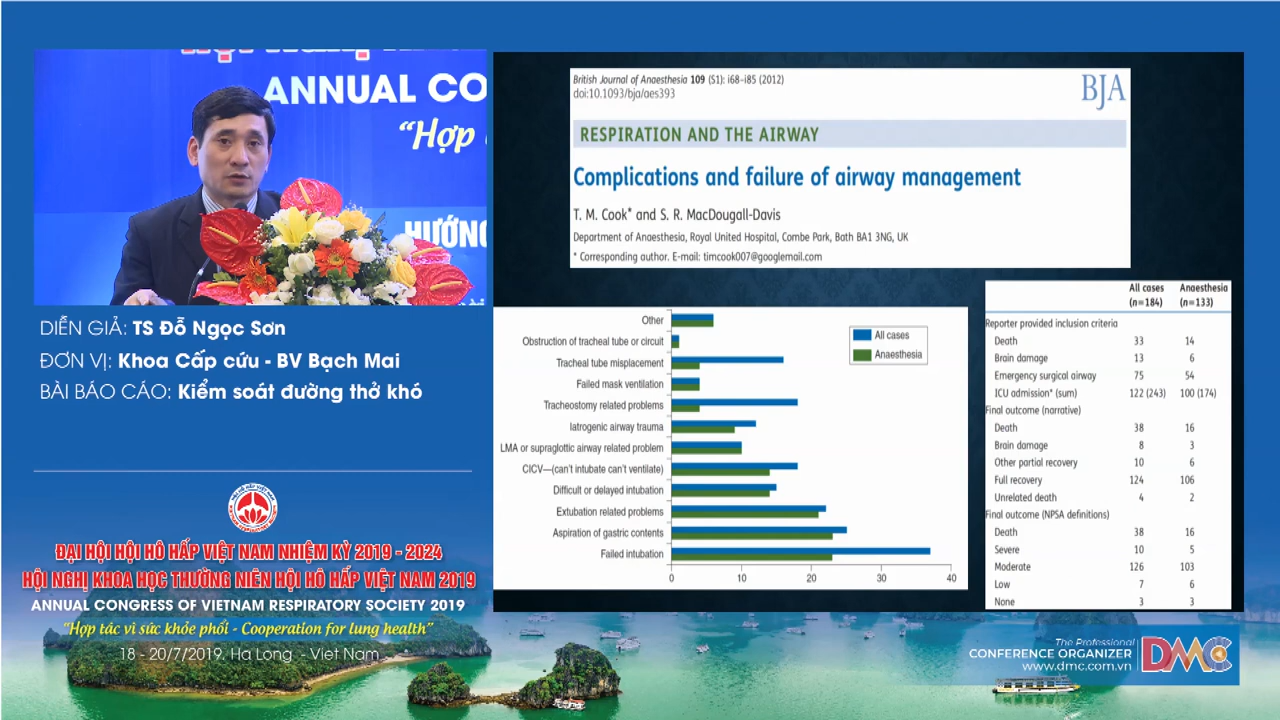 ANNUAL CO
“Hợp
HƯỚNG
DIỄN GIẢ: TS Đỗ Ngọc Sơn
ĐƠN VỊ: Khoa Cấp cứu - BV Bạch Mai
BÀI BÁO CÁO: Kiểm soát đường thở khó
ĐẠI HỘI HỘI HÔ HẤP VIỆT NAM NHIỆM KỲ 2019 - 2024
HỘI NGHỊ KHOA HỌC THƯỜNG NIÊN HỘI HÔ HẤP VIỆT NAM 2019
ANNUAL CONGRESS OF VIETNAM RESPIRATORY SOCIETY 2019
“Hợp tác vì sức khỏe phổi - Cooperation for lung health”
18 - 20/7/2019. Ha Long - Viet Nam
British Journal of Anaesthesia 109 (S1): i68–i85 (2012)
doi:10.1093/bja/aes393
BJA
RESPIRATION AND THE AIRWAY
Complications and failure of airway management
T. M. Cook* and S. R. MacDougall-Davis
Department of Anaesthesia, Royal United Hospital, Combe Park, Bath BA1 3NG, UK
* Corresponding author. E-mail: timcook007@googlemail.com
Other
Obstruction of tracheal tube or circuit
Tracheal tube misplacement
Failed mask ventilation
Tracheostomy related problems
Iatrogenic airway trauma
LMA or supraglottic airway related problem
CICV—(can't intubate can't ventilate)
Difficult or delayed intubation
Extubation related problems
Aspiration of gastric contents
Failed intubation
0 10 20 30 40
All cases
Anaesthesia
All cases Anaesthesia
(n=184) (n=133)
Reporter provided inclusion criteria
Death 33 14
Brain damage 13 6
Emergency surgical airway 75 54
ICU admission* (sum) 122 (243) 100 (174)
Final outcome (narrative)
Death 38 16
Brain damage 8 3
Other partial recovery 10 6
Full recovery 124 106
Unrelated death 4 2
Final outcome (NPSA definitions)
Death 38 16
Severe 10 5
Moderate 126 103
Low 7 6
None 3 3
The Professional
CONFERENCE ORGANIZER
www.dmc.com.vn
DMC